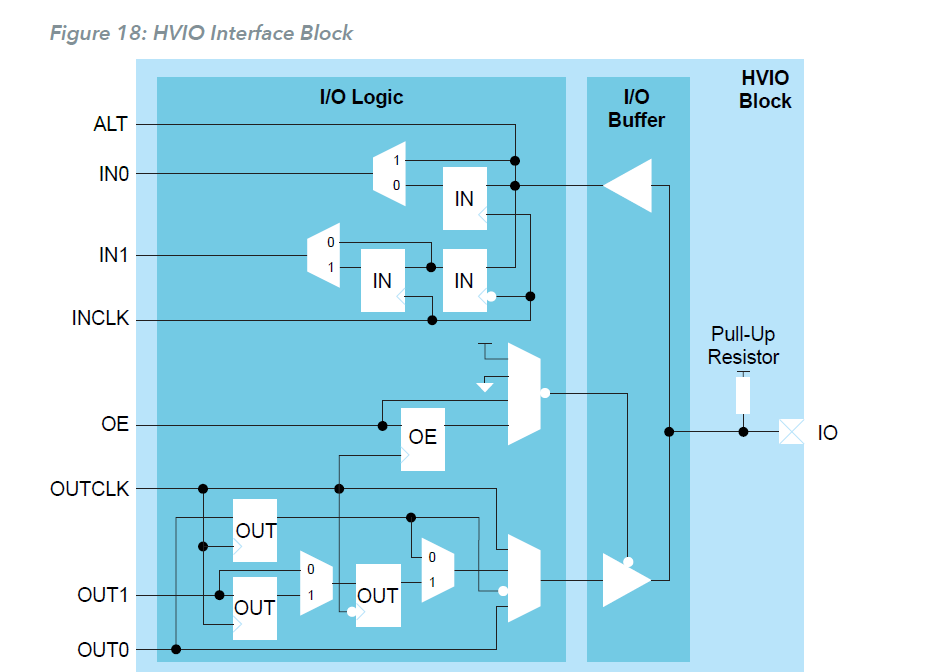 Figure 18: HVIO Interface Block
HVIO
Block
I/O Logic
I/O
Buffer
ALT
1
IN0
0
IN
0
IN1
1
IN
IN
INCLK
Pull-Up
Resistor
OE
OE
IO
OUTCLK
OUT
0
0
1
OUT1
1
OUT
OUT
OUT0